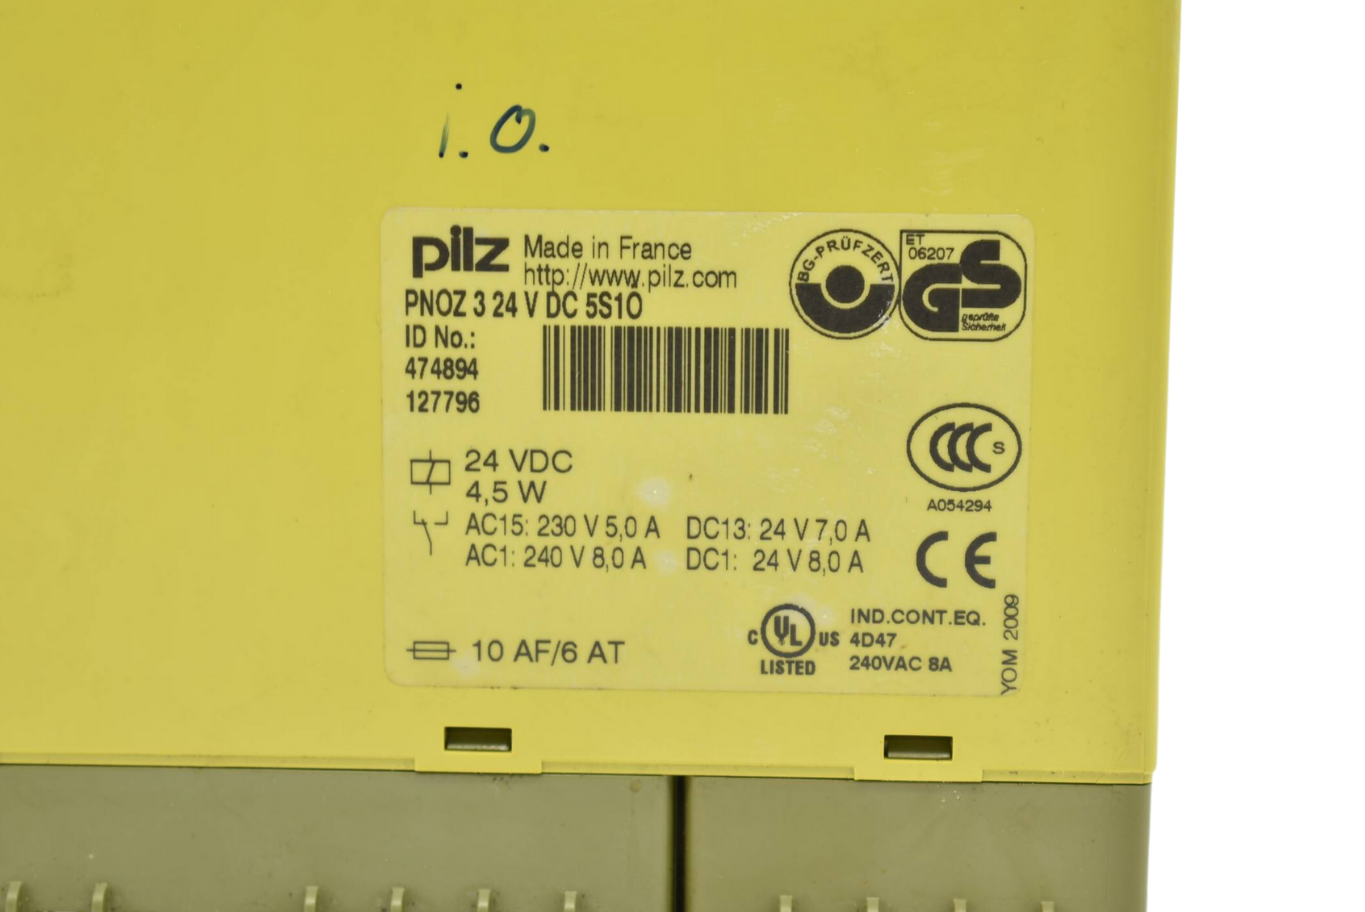 i.o.
pilz Made in France
http://www.pilz.com
PNOZ 3 24 V DC 5S1O
ID No.:
474894
127796
BG-PRÜFZERT
ET
06207
GS
geprüfte
Sicherheit
CCC S
A054294
24 VDC
4,5 W
AC15: 230 V 5,0 A DC13: 24 V 7,0 A
AC1: 240 V 8,0 A DC1: 24 V 8,0 A
CE
10 AF/6 AT
C UL US
LISTED
IND.CONT.EQ.
4D47
240VAC 8A
YOM 2009